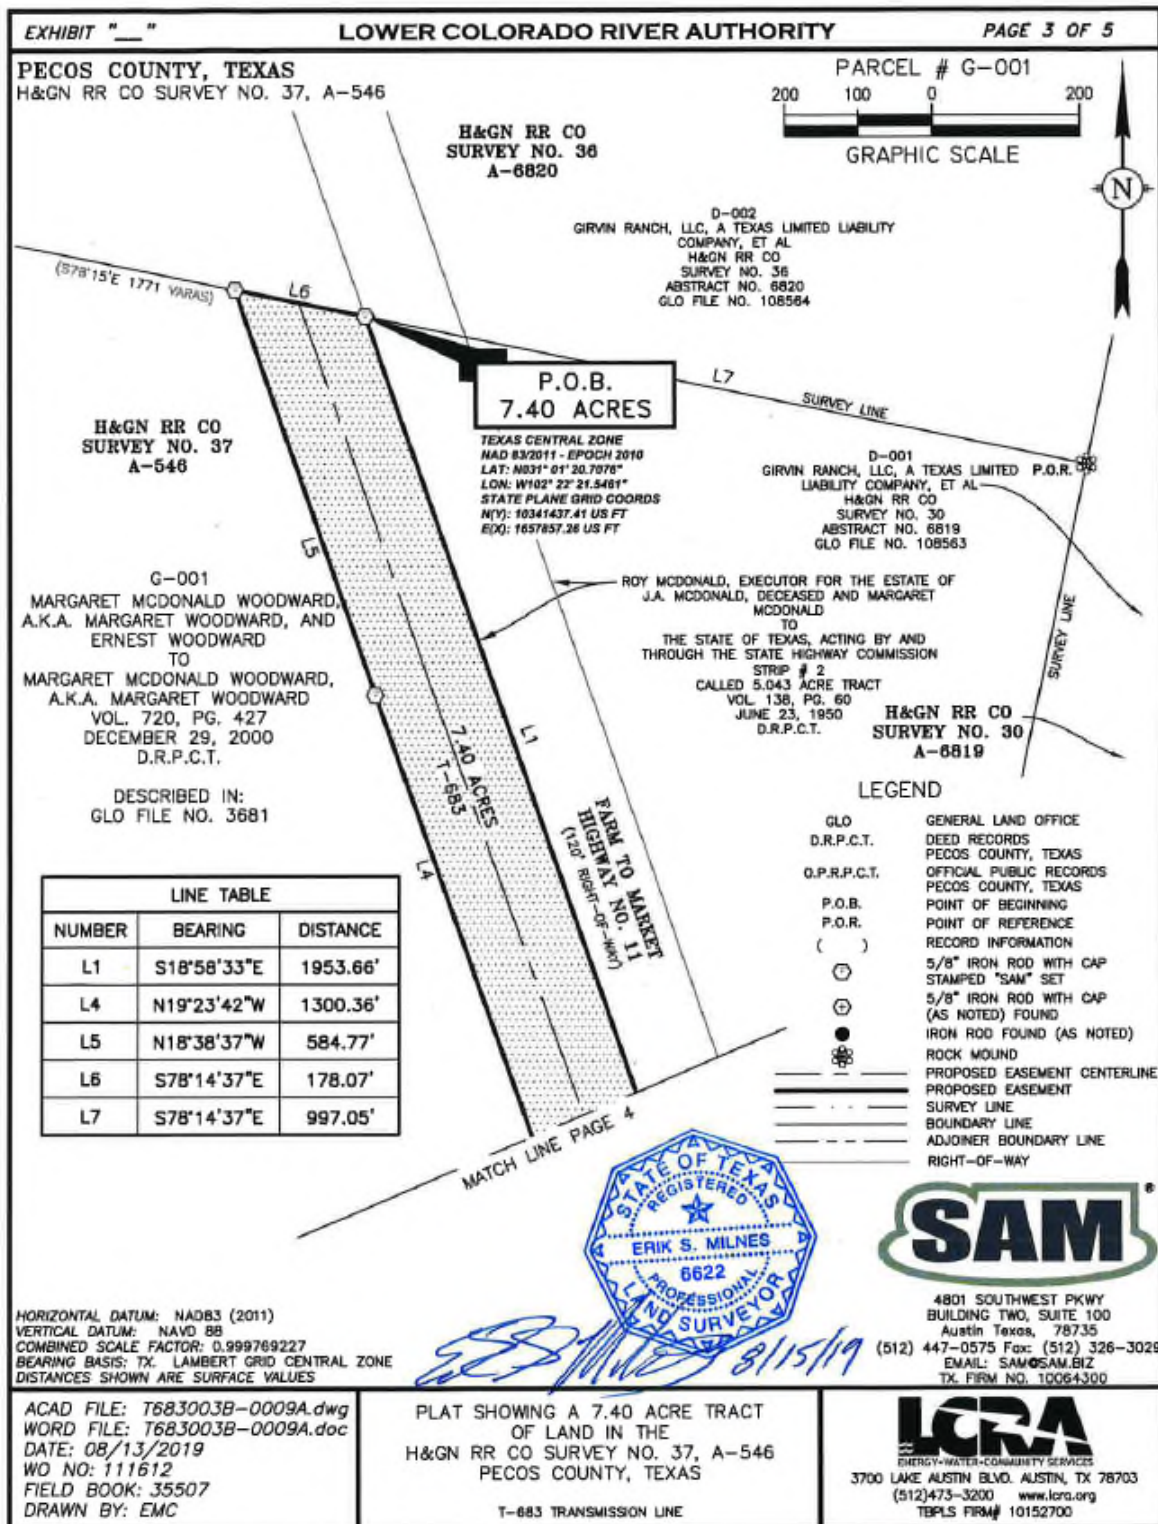 EXHIBIT "__"
LOWER COLORADO RIVER AUTHORITY
PAGE 3 OF 5
PECOS COUNTY, TEXAS
H&GN RR CO SURVEY NO. 37, A-546
PARCEL # G-001
200 100 0 200
GRAPHIC SCALE
N
H&GN RR CO
SURVEY NO. 36
A-6820
D-002
GIRVIN RANCH, LLC, A TEXAS LIMITED LIABILITY
COMPANY, ET AL
H&GN RR CO
SURVEY NO. 36
ABSTRACT NO. 6820
GLO FILE NO. 108564
(S78°15'E 1771 VARAS)
L6
P.O.B.
7.40 ACRES
L7
SURVEY LINE
TEXAS CENTRAL ZONE
NAD 83/2011 - EPOCH 2010
LAT: N031° 01' 20.7076"
LON: W102° 22' 21.5461"
STATE PLANE GRID COORDS
N(Y): 10341437.41 US FT
E(X): 1657857.26 US FT
H&GN RR CO
SURVEY NO. 37
A-546
D-001
GIRVIN RANCH, LLC, A TEXAS LIMITED
LIABILITY COMPANY, ET AL
H&GN RR CO
SURVEY NO. 30
ABSTRACT NO. 6819
GLO FILE NO. 108563
P.O.R.
L5
G-001
MARGARET MCDONALD WOODWARD,
A.K.A. MARGARET WOODWARD, AND
ERNEST WOODWARD
TO
MARGARET MCDONALD WOODWARD,
A.K.A. MARGARET WOODWARD
VOL. 720, PG. 427
DECEMBER 29, 2000
D.R.P.C.T.
DESCRIBED IN:
GLO FILE NO. 3681
ROY MCDONALD, EXECUTOR FOR THE ESTATE OF
J.A. MCDONALD, DECEASED AND MARGARET
MCDONALD
TO
THE STATE OF TEXAS, ACTING BY AND
THROUGH THE STATE HIGHWAY COMMISSION
STRIP # 2
CALLED 5.043 ACRE TRACT
VOL. 138, PG. 60
JUNE 23, 1950
D.R.P.C.T.
SURVEY LINE
H&GN RR CO
SURVEY NO. 30
A-6819
L1
7.40 ACRES
T-683
L4
FARM TO MARKET
HIGHWAY NO. 11
(120' RIGHT-OF-WAY)
MATCH LINE PAGE 4
LINE TABLE
NUMBER BEARING DISTANCE
L1 S18°58'33"E 1953.66'
L4 N19°23'42"W 1300.36'
L5 N18°38'37"W 584.77'
L6 S78°14'37"E 178.07'
L7 S78°14'37"E 997.05'
LEGEND
GLO GENERAL LAND OFFICE
D.R.P.C.T. DEED RECORDS
PECOS COUNTY, TEXAS
O.P.R.P.C.T. OFFICIAL PUBLIC RECORDS
PECOS COUNTY, TEXAS
P.O.B. POINT OF BEGINNING
P.O.R. POINT OF REFERENCE
( ) RECORD INFORMATION
5/8" IRON ROD WITH CAP
STAMPED "SAM" SET
5/8" IRON ROD WITH CAP
(AS NOTED) FOUND
IRON ROD FOUND (AS NOTED)
ROCK MOUND
PROPOSED EASEMENT CENTERLINE
PROPOSED EASEMENT
SURVEY LINE
BOUNDARY LINE
ADJOINER BOUNDARY LINE
RIGHT-OF-WAY
STATE OF TEXAS
REGISTERED
ERIK S. MILNES
6622
PROFESSIONAL
LAND SURVEYOR
8/15/19
SAM®
4801 SOUTHWEST PKWY
BUILDING TWO, SUITE 100
Austin Texas, 78735
(512) 447-0575 Fax: (512) 326-3029
EMAIL: SAM@SAM.BIZ
TX. FIRM NO. 10064300
HORIZONTAL DATUM: NAD83 (2011)
VERTICAL DATUM: NAVD 88
COMBINED SCALE FACTOR: 0.999769227
BEARING BASIS: TX. LAMBERT GRID CENTRAL ZONE
DISTANCES SHOWN ARE SURFACE VALUES
ACAD FILE: T683003B-0009A.dwg
WORD FILE: T683003B-0009A.doc
DATE: 08/13/2019
WO NO: 111612
FIELD BOOK: 35507
DRAWN BY: EMC
PLAT SHOWING A 7.40 ACRE TRACT
OF LAND IN THE
H&GN RR CO SURVEY NO. 37, A-546
PECOS COUNTY, TEXAS
T-683 TRANSMISSION LINE
LCRA
ENERGY•WATER•COMMUNITY SERVICES
3700 LAKE AUSTIN BLVD. AUSTIN, TX 78703
(512)473-3200 www.lcra.org
TBPLS FIRM# 10152700